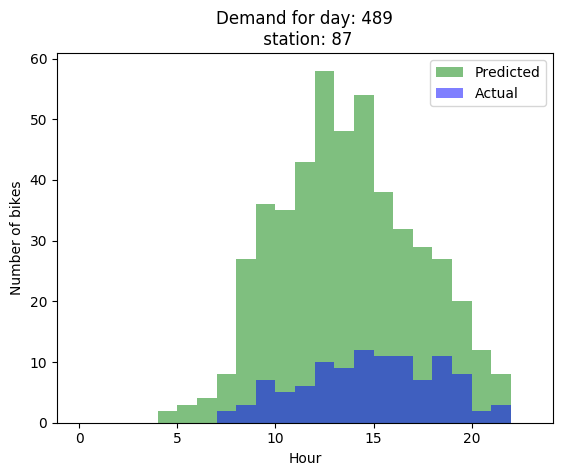 Demand for day: 489
station: 87
Predicted
Actual
Number of bikes
60
50
40
30
20
10
0
0 5 10 15 20
Hour